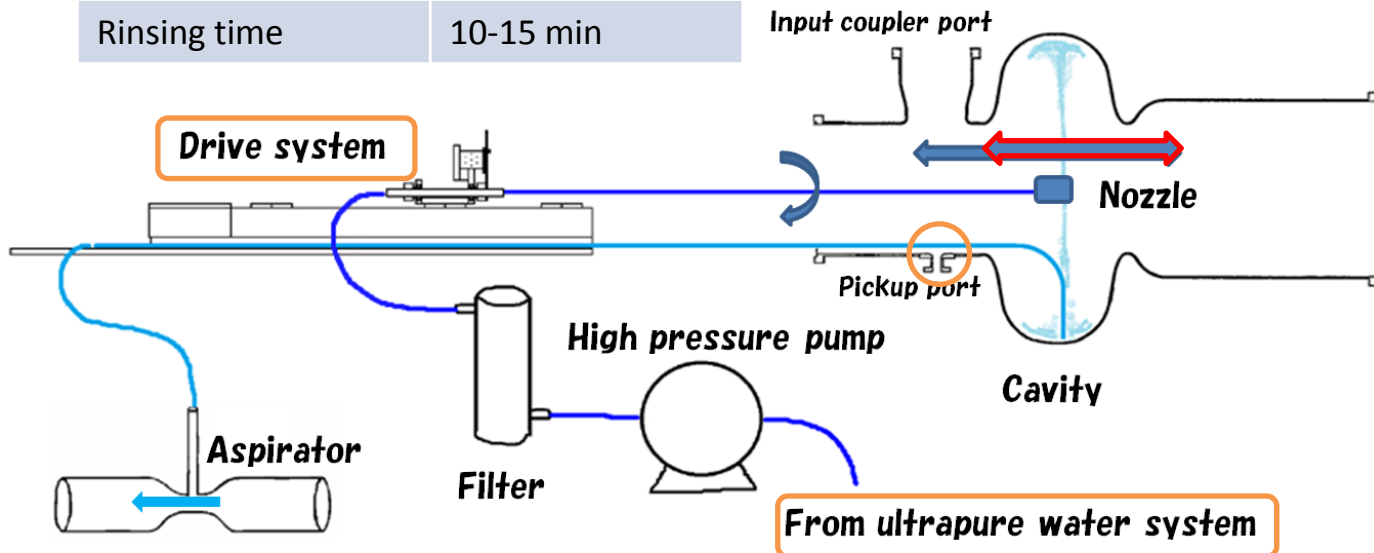 Rinsing time 10-15 min
Input coupler port
Drive system
Nozzle
Pickup port
High pressure pump
Cavity
Aspirator
Filter
From ultrapure water system